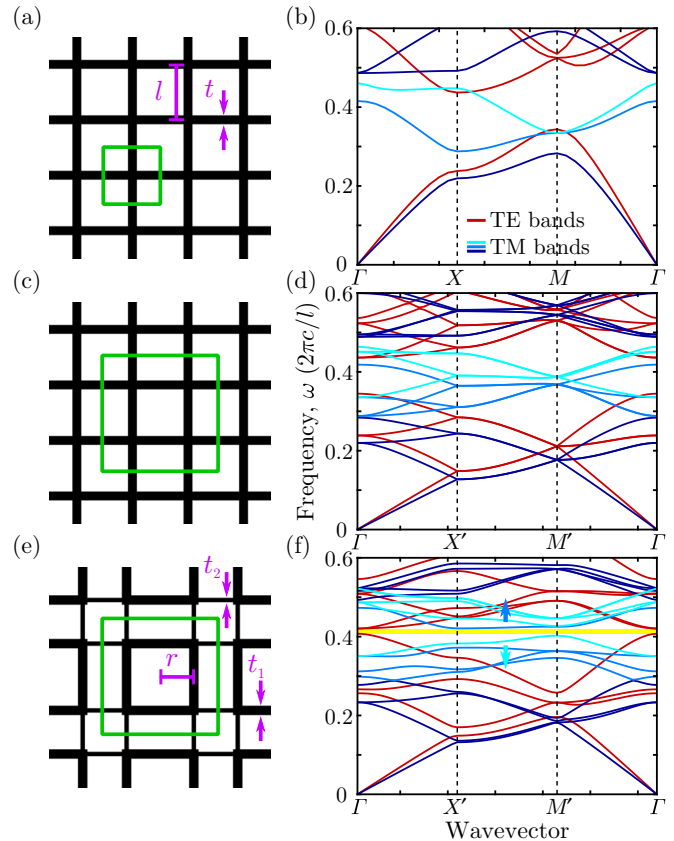 (a)
l
t
(b)
0.6
0.4
0.2
0
TE bands
TM bands
Γ X M Γ
(c)
(d)
0.6
0.4
0.2
0
Γ X′ M′ Γ
Frequency, ω (2πc/l)
(e)
t₂
r
t₁
(f)
0.6
0.4
0.2
0
Γ X′ M′ Γ
Wavevector